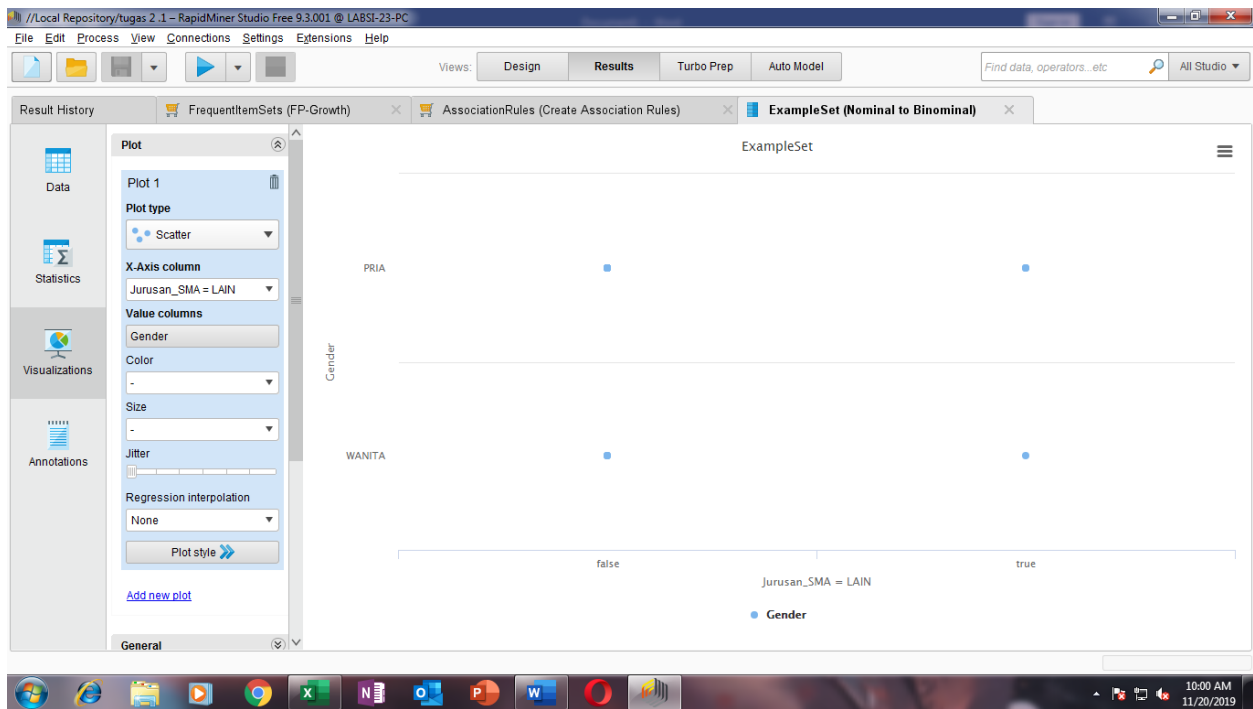 //Local Repository/tugas 2 .1 – RapidMiner Studio Free 9.3.001 @ LABSI-23-PC
File Edit Process View Connections Settings Extensions Help
Views: Design Results Turbo Prep Auto Model Find data, operators...etc All Studio
Result History FrequentItemSets (FP-Growth) AssociationRules (Create Association Rules) ExampleSet (Nominal to Binominal)
Data
Statistics
Visualizations
Annotations
Plot
Plot 1
Plot type
Scatter
X-Axis column
Jurusan_SMA = LAIN
Value columns
Gender
Color
-
Size
-
Jitter
Regression interpolation
None
Plot style
Add new plot
General
ExampleSet
PRIA
Gender
WANITA
false true
Jurusan_SMA = LAIN
Gender
10:00 AM
11/20/2019